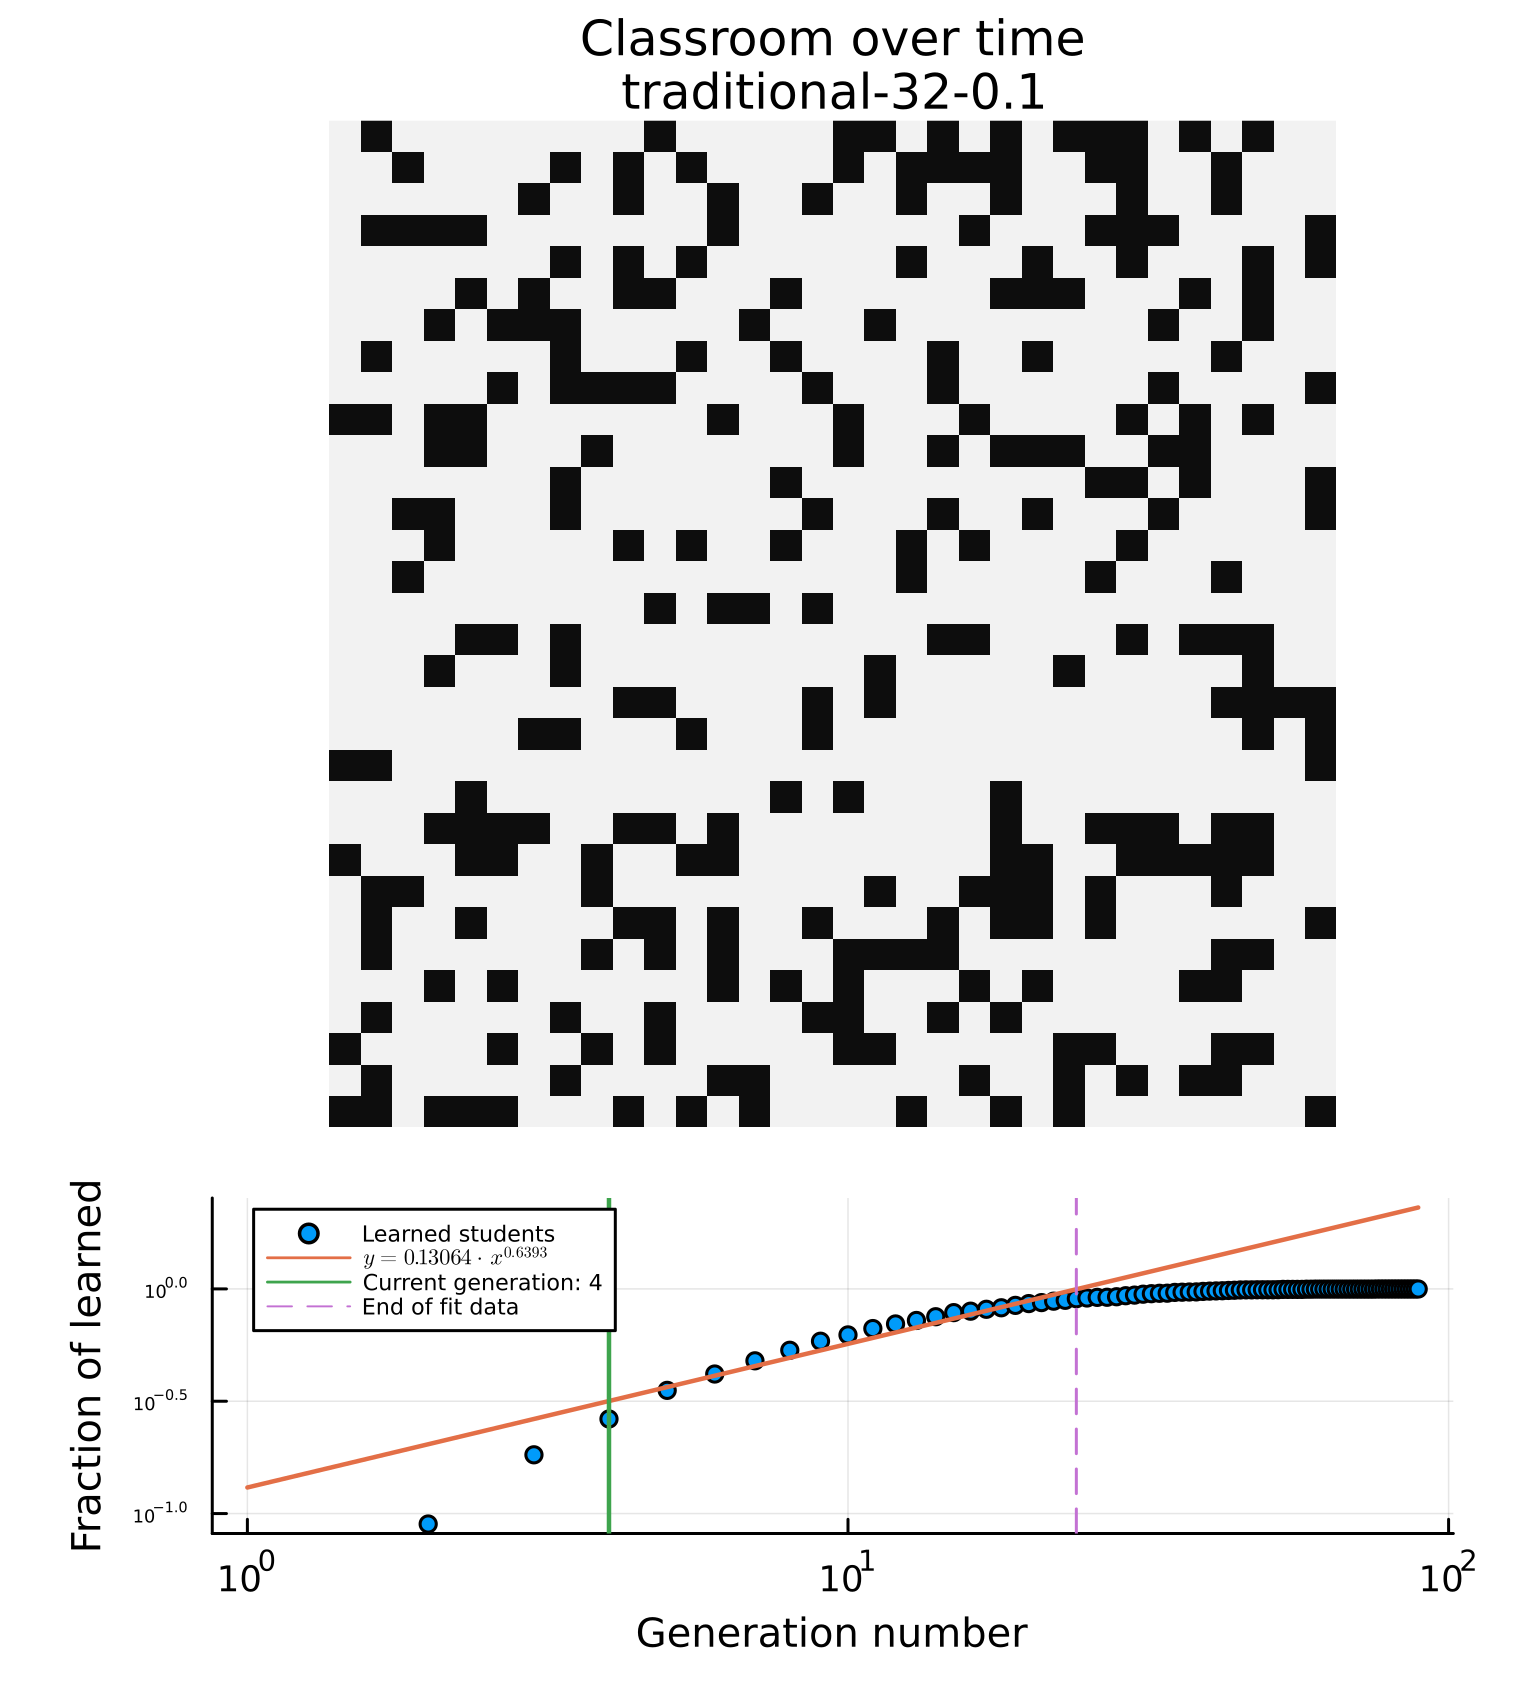 Classroom over time
traditional-32-0.1
Fraction of learned
Learned students
y = 0.13064 · x^0.6393
Current generation: 4
End of fit data
10^0.0
10^−0.5
10^−1.0
10^0 10^1 10^2
Generation number